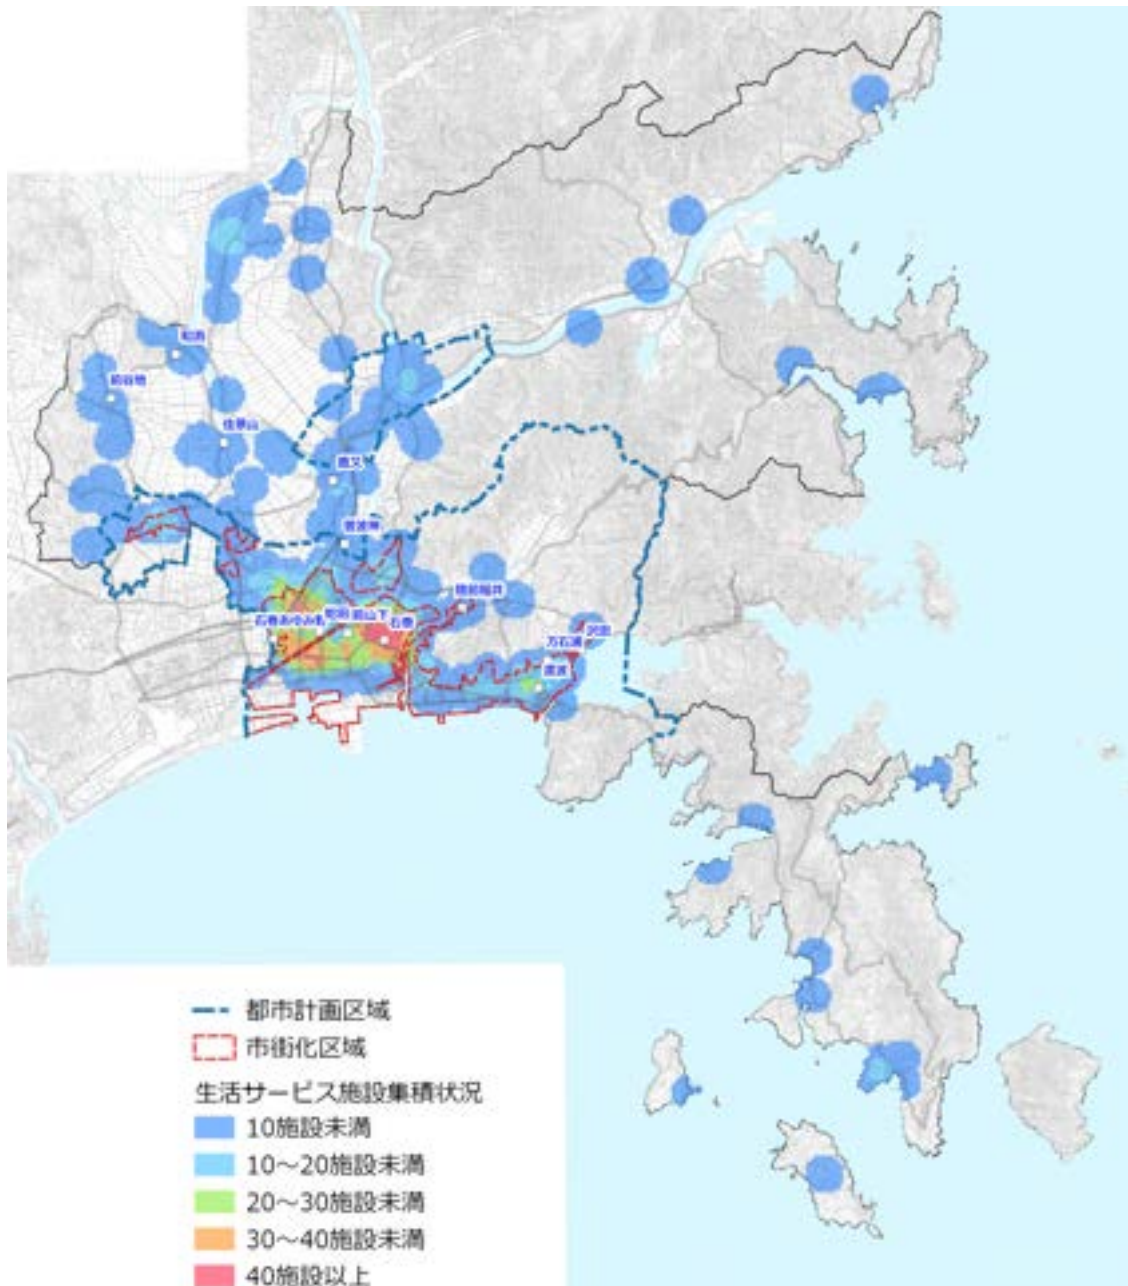 和渕
前谷地
佳景山
鹿又
曽波神
陸前稲井
石巻あゆみ野
蛇田
陸前山下
石巻
沢田
万石浦
渡波
都市計画区域
市街化区域
生活サービス施設集積状況
10施設未満
10～20施設未満
20～30施設未満
30～40施設未満
40施設以上